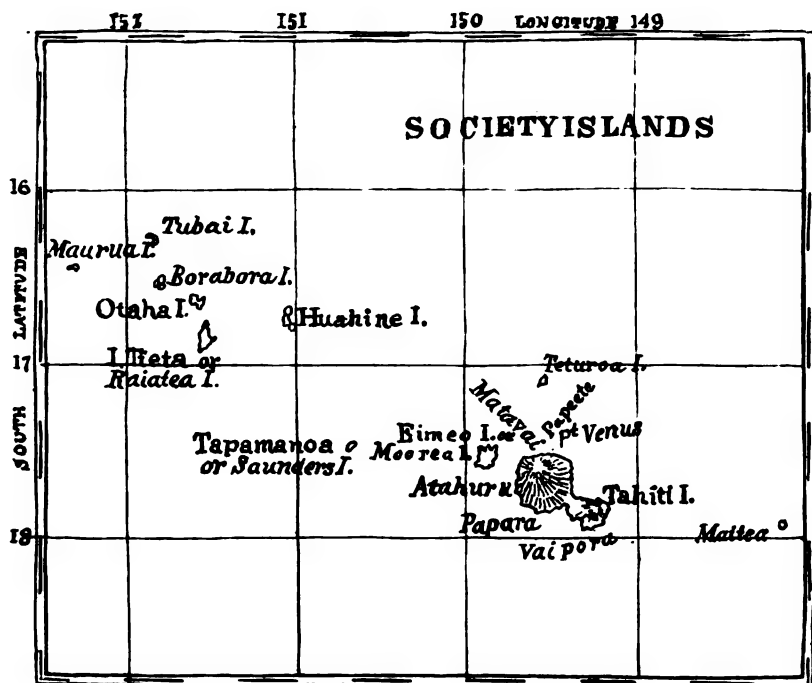 152 151 150 LONGITUDE 149
SOCIETY ISLANDS
16
Tubai I.
Maurua I.
Borabora I.
Otaha I.
Huahine I.
SOUTH LATITUDE
17
Ulieta or
Raiatea I.
Teturoa I.
Matavai
Papeete
pt Venus
Eimeo I. or
Moorea I.
Tapamanoa
or Saunders I.
Atahuru
Tahiti I.
Papara
Vaipora
Maitea
18